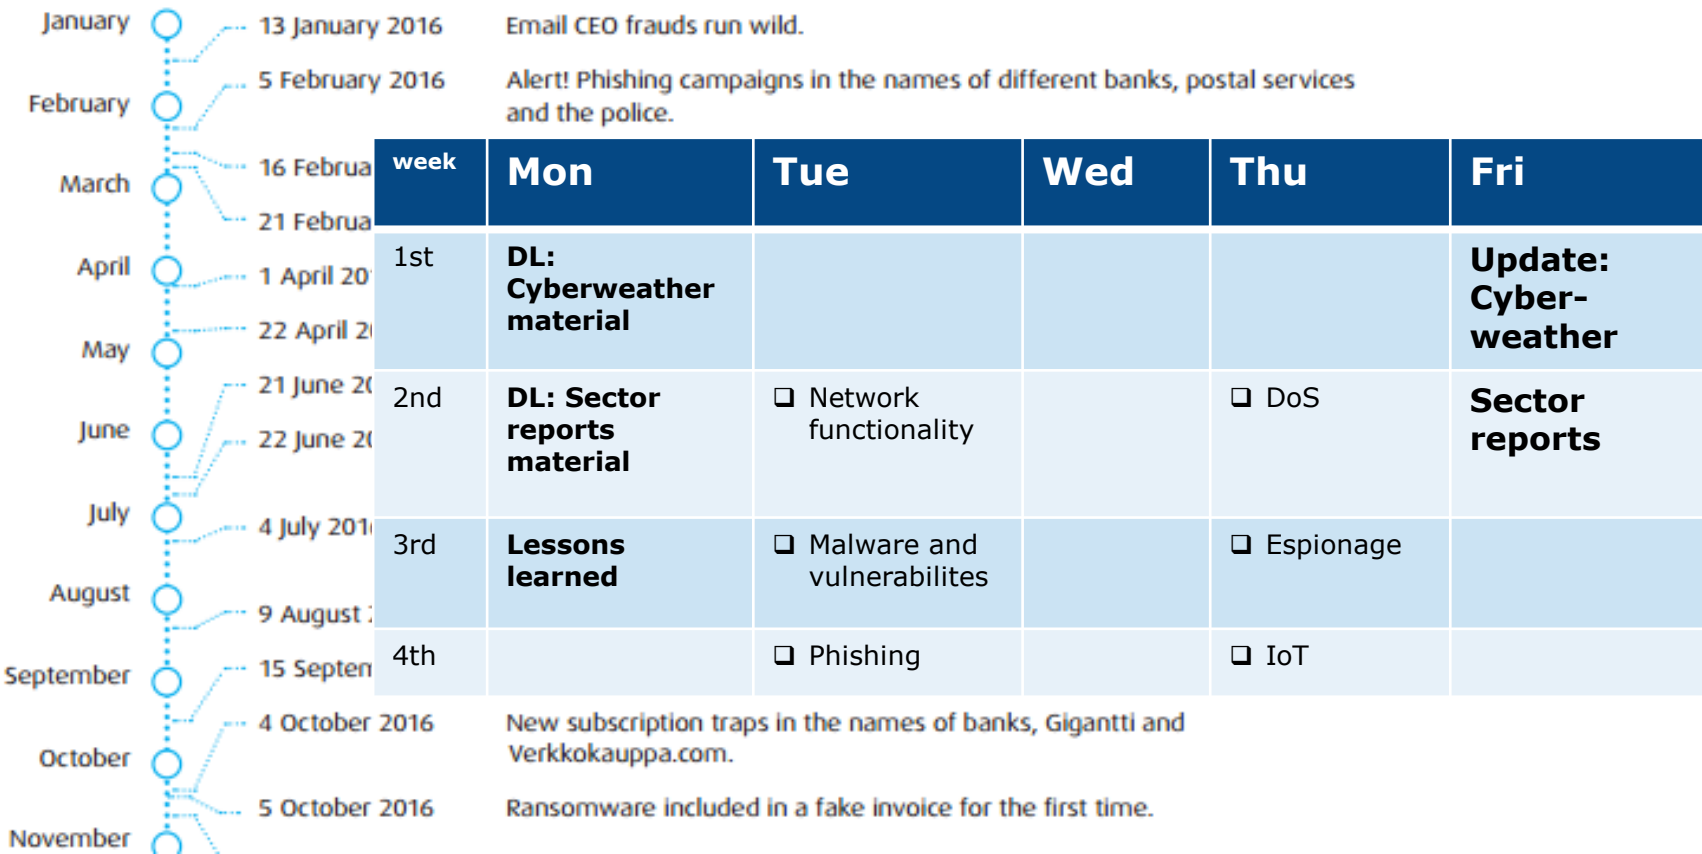 January
13 January 2016 Email CEO frauds run wild.
5 February 2016 Alert! Phishing campaigns in the names of different banks, postal services
and the police.
February
16 Februa
March
21 Februa
April
1 April 20
22 April 2
May
21 June 20
June
22 June 20
July
4 July 201
August
9 August
September
15 Septem
week Mon Tue Wed Thu Fri
1st DL: Update:
Cyberweather Cyber-
material weather
2nd DL: Sector ❑ Network ❑ DoS Sector
reports functionality reports
material
3rd Lessons ❑ Malware and ❑ Espionage
learned vulnerabilites
4th ❑ Phishing ❑ IoT
4 October 2016 New subscription traps in the names of banks, Gigantti and
Verkkokauppa.com.
October
5 October 2016 Ransomware included in a fake invoice for the first time.
November